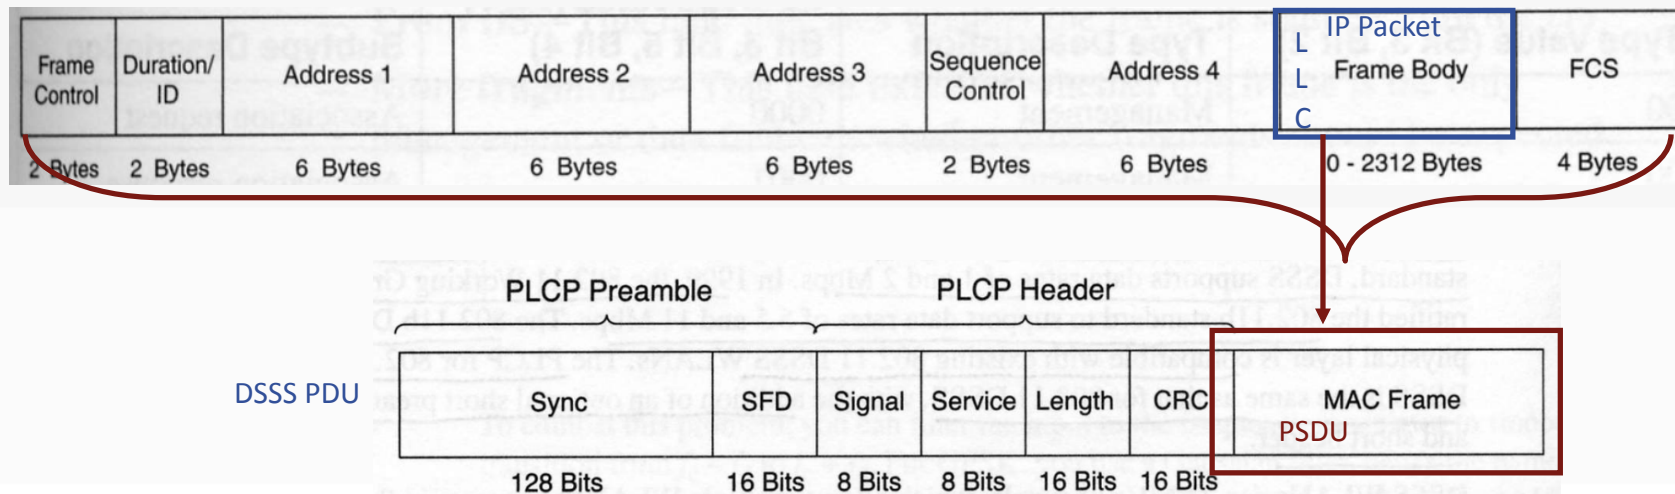 IP Packet
L
L
C
Frame Control
Duration/ ID
Address 1
Address 2
Address 3
Sequence Control
Address 4
Frame Body
FCS
2 Bytes
2 Bytes
6 Bytes
6 Bytes
6 Bytes
2 Bytes
6 Bytes
0 - 2312 Bytes
4 Bytes
PLCP Preamble
PLCP Header
DSSS PDU
Sync
SFD
Signal
Service
Length
CRC
MAC Frame
PSDU
128 Bits
16 Bits
8 Bits
8 Bits
16 Bits
16 Bits